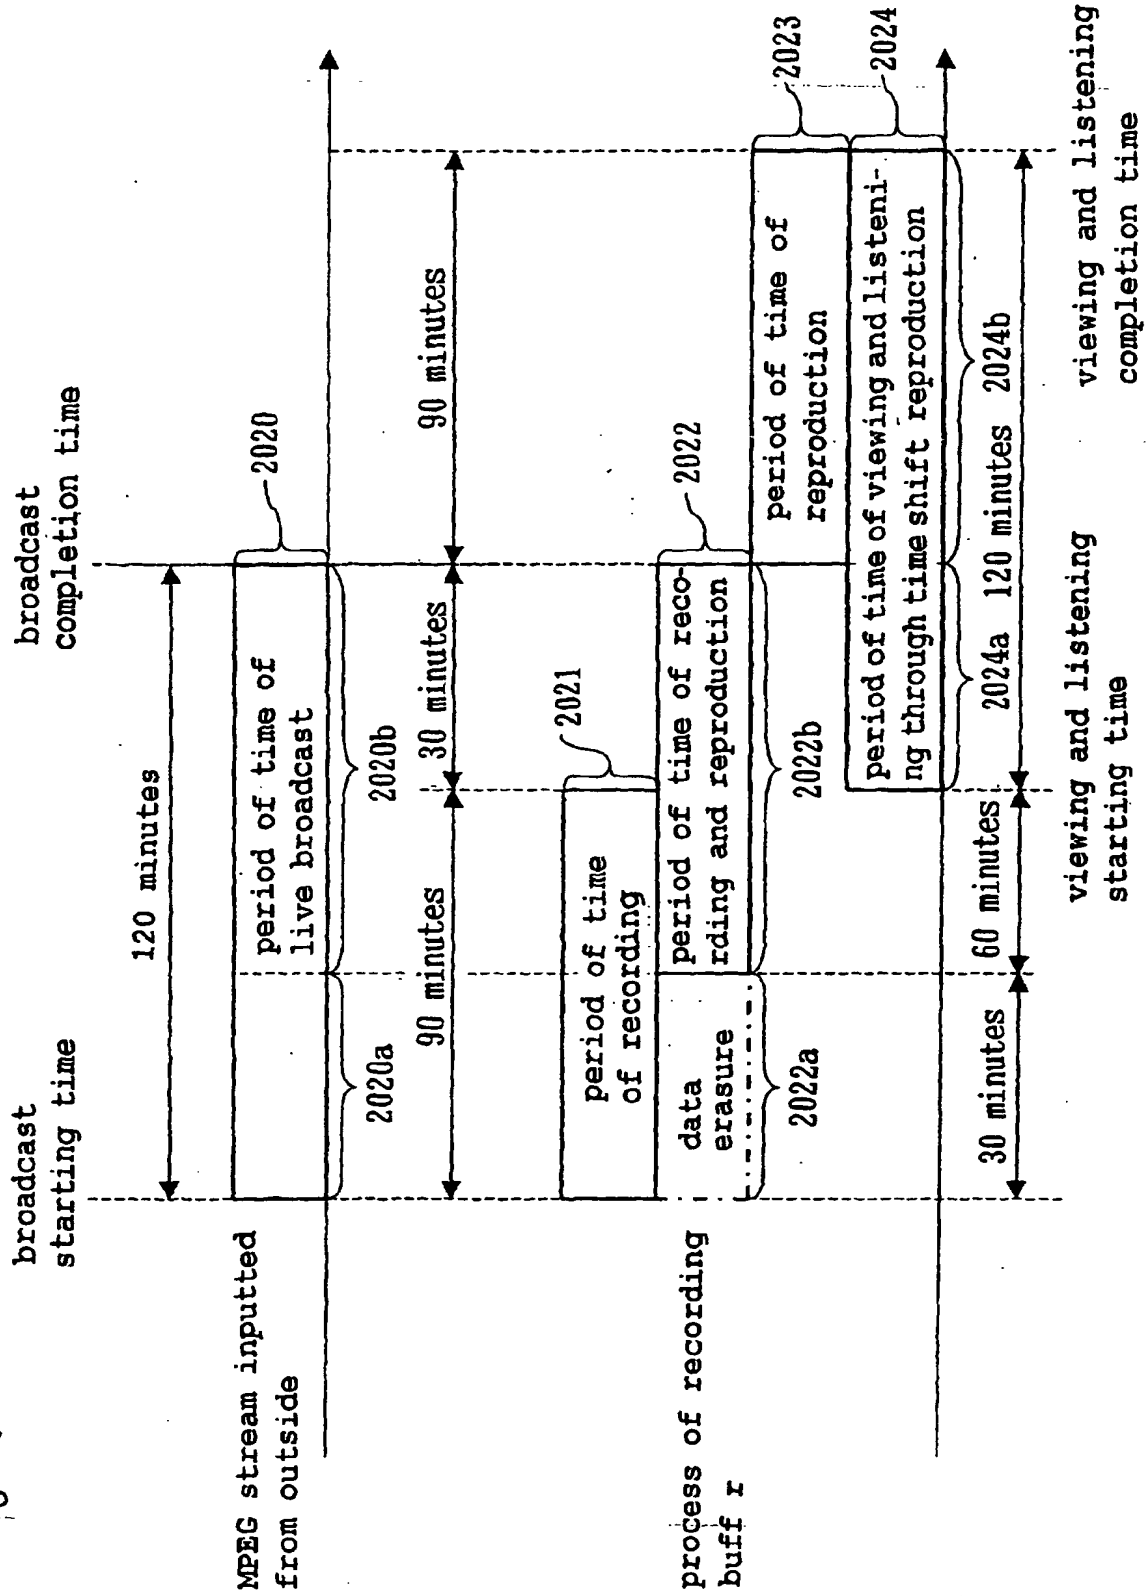 broadcast
starting time
broadcast
completion time
120 minutes
MPEG stream inputted
from outside
period of time of
live broadcast
2020
2020a
2020b
90 minutes
30 minutes
90 minutes
period of time
of recording
2021
process of recording
buff r
data
erasure
period of time of reco-
rding and reproduction
2022
2022a
2022b
period of time of
reproduction
2023
period of time of viewing and listeni-
ng through time shift reproduction
2024
2024a
120 minutes
2024b
30 minutes
60 minutes
viewing and listening
starting time
viewing and listening
completion time